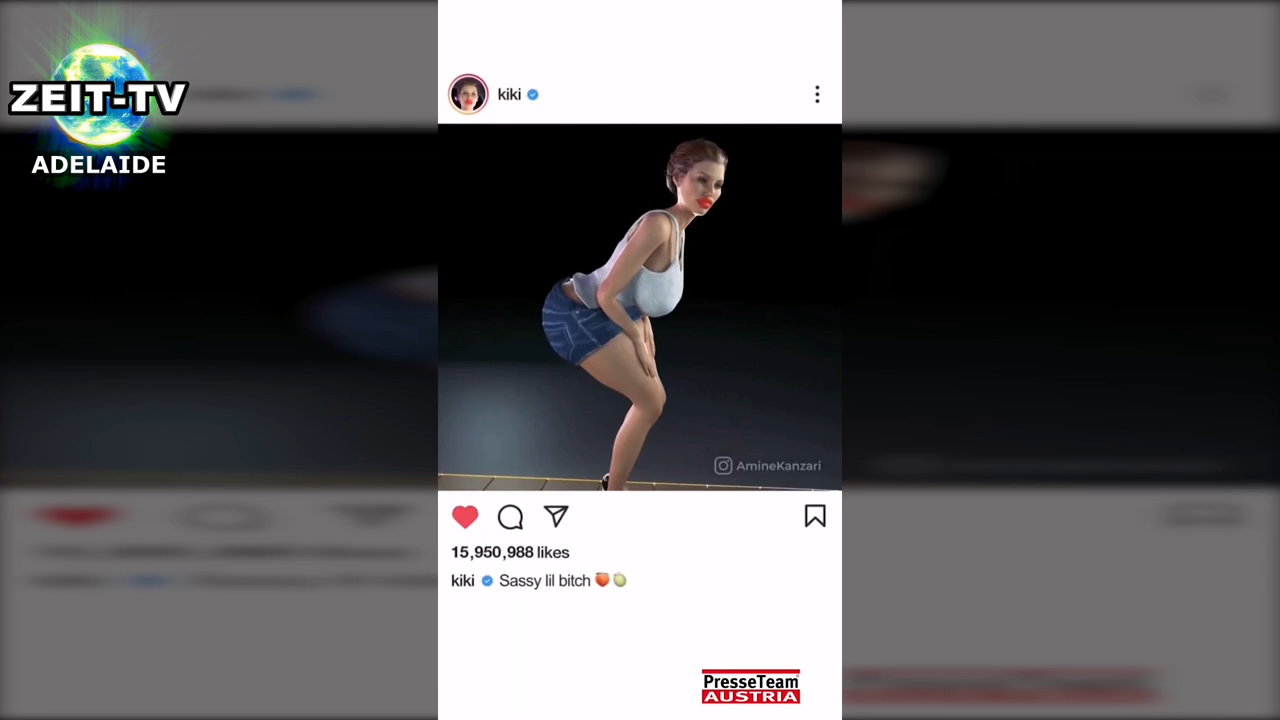 ZEIT-TV
ADELAIDE
kiki
AmineKanzari
15,950,988 likes
kiki Sassy lil bitch 🍑🍈
PresseTeam
AUSTRIA